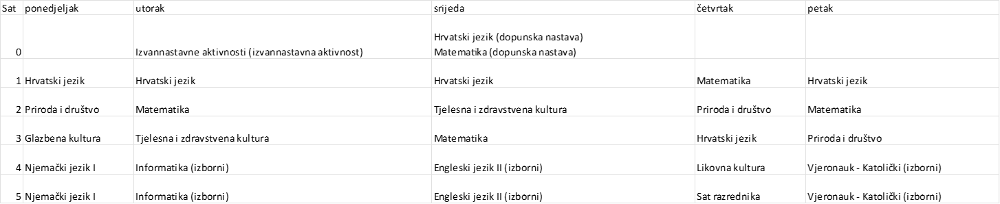 Sat ponedjeljak utorak srijeda četvrtak petak
Hrvatski jezik (dopunska nastava)
0 Izvannastavne aktivnosti (izvannastavna aktivnost) Matematika (dopunska nastava)
1 Hrvatski jezik Hrvatski jezik Hrvatski jezik Matematika Hrvatski jezik
2 Priroda i društvo Matematika Tjelesna i zdravstvena kultura Priroda i društvo Matematika
3 Glazbena kultura Tjelesna i zdravstvena kultura Matematika Hrvatski jezik Priroda i društvo
4 Njemački jezik I Informatika (izborni) Engleski jezik II (izborni) Likovna kultura Vjeronauk - Katolički (izborni)
5 Njemački jezik I Informatika (izborni) Engleski jezik II (izborni) Sat razrednika Vjeronauk - Katolički (izborni)